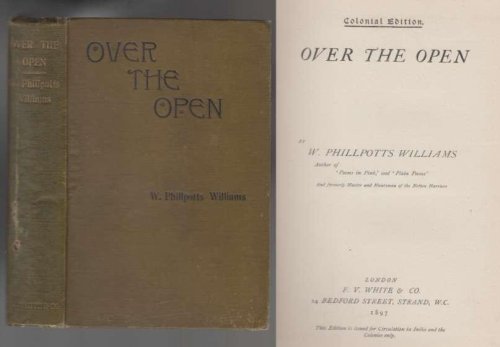 OVER THE
OPEN
W. Phillpotts
Williams
OVER
THE
OPEN
W. Phillpotts Williams
Colonial Edition.
OVER THE OPEN
BY
W. PHILLPOTTS WILLIAMS
Author of
'Poems in Pink,' and 'Plain Poems'
And formerly Master and Huntsman of the Netton Harriers
LONDON
F. V. WHITE & CO.
14 BEDFORD STREET, STRAND, W.C.
1897
This Edition is issued for Circulation in India and the
Colonies only.